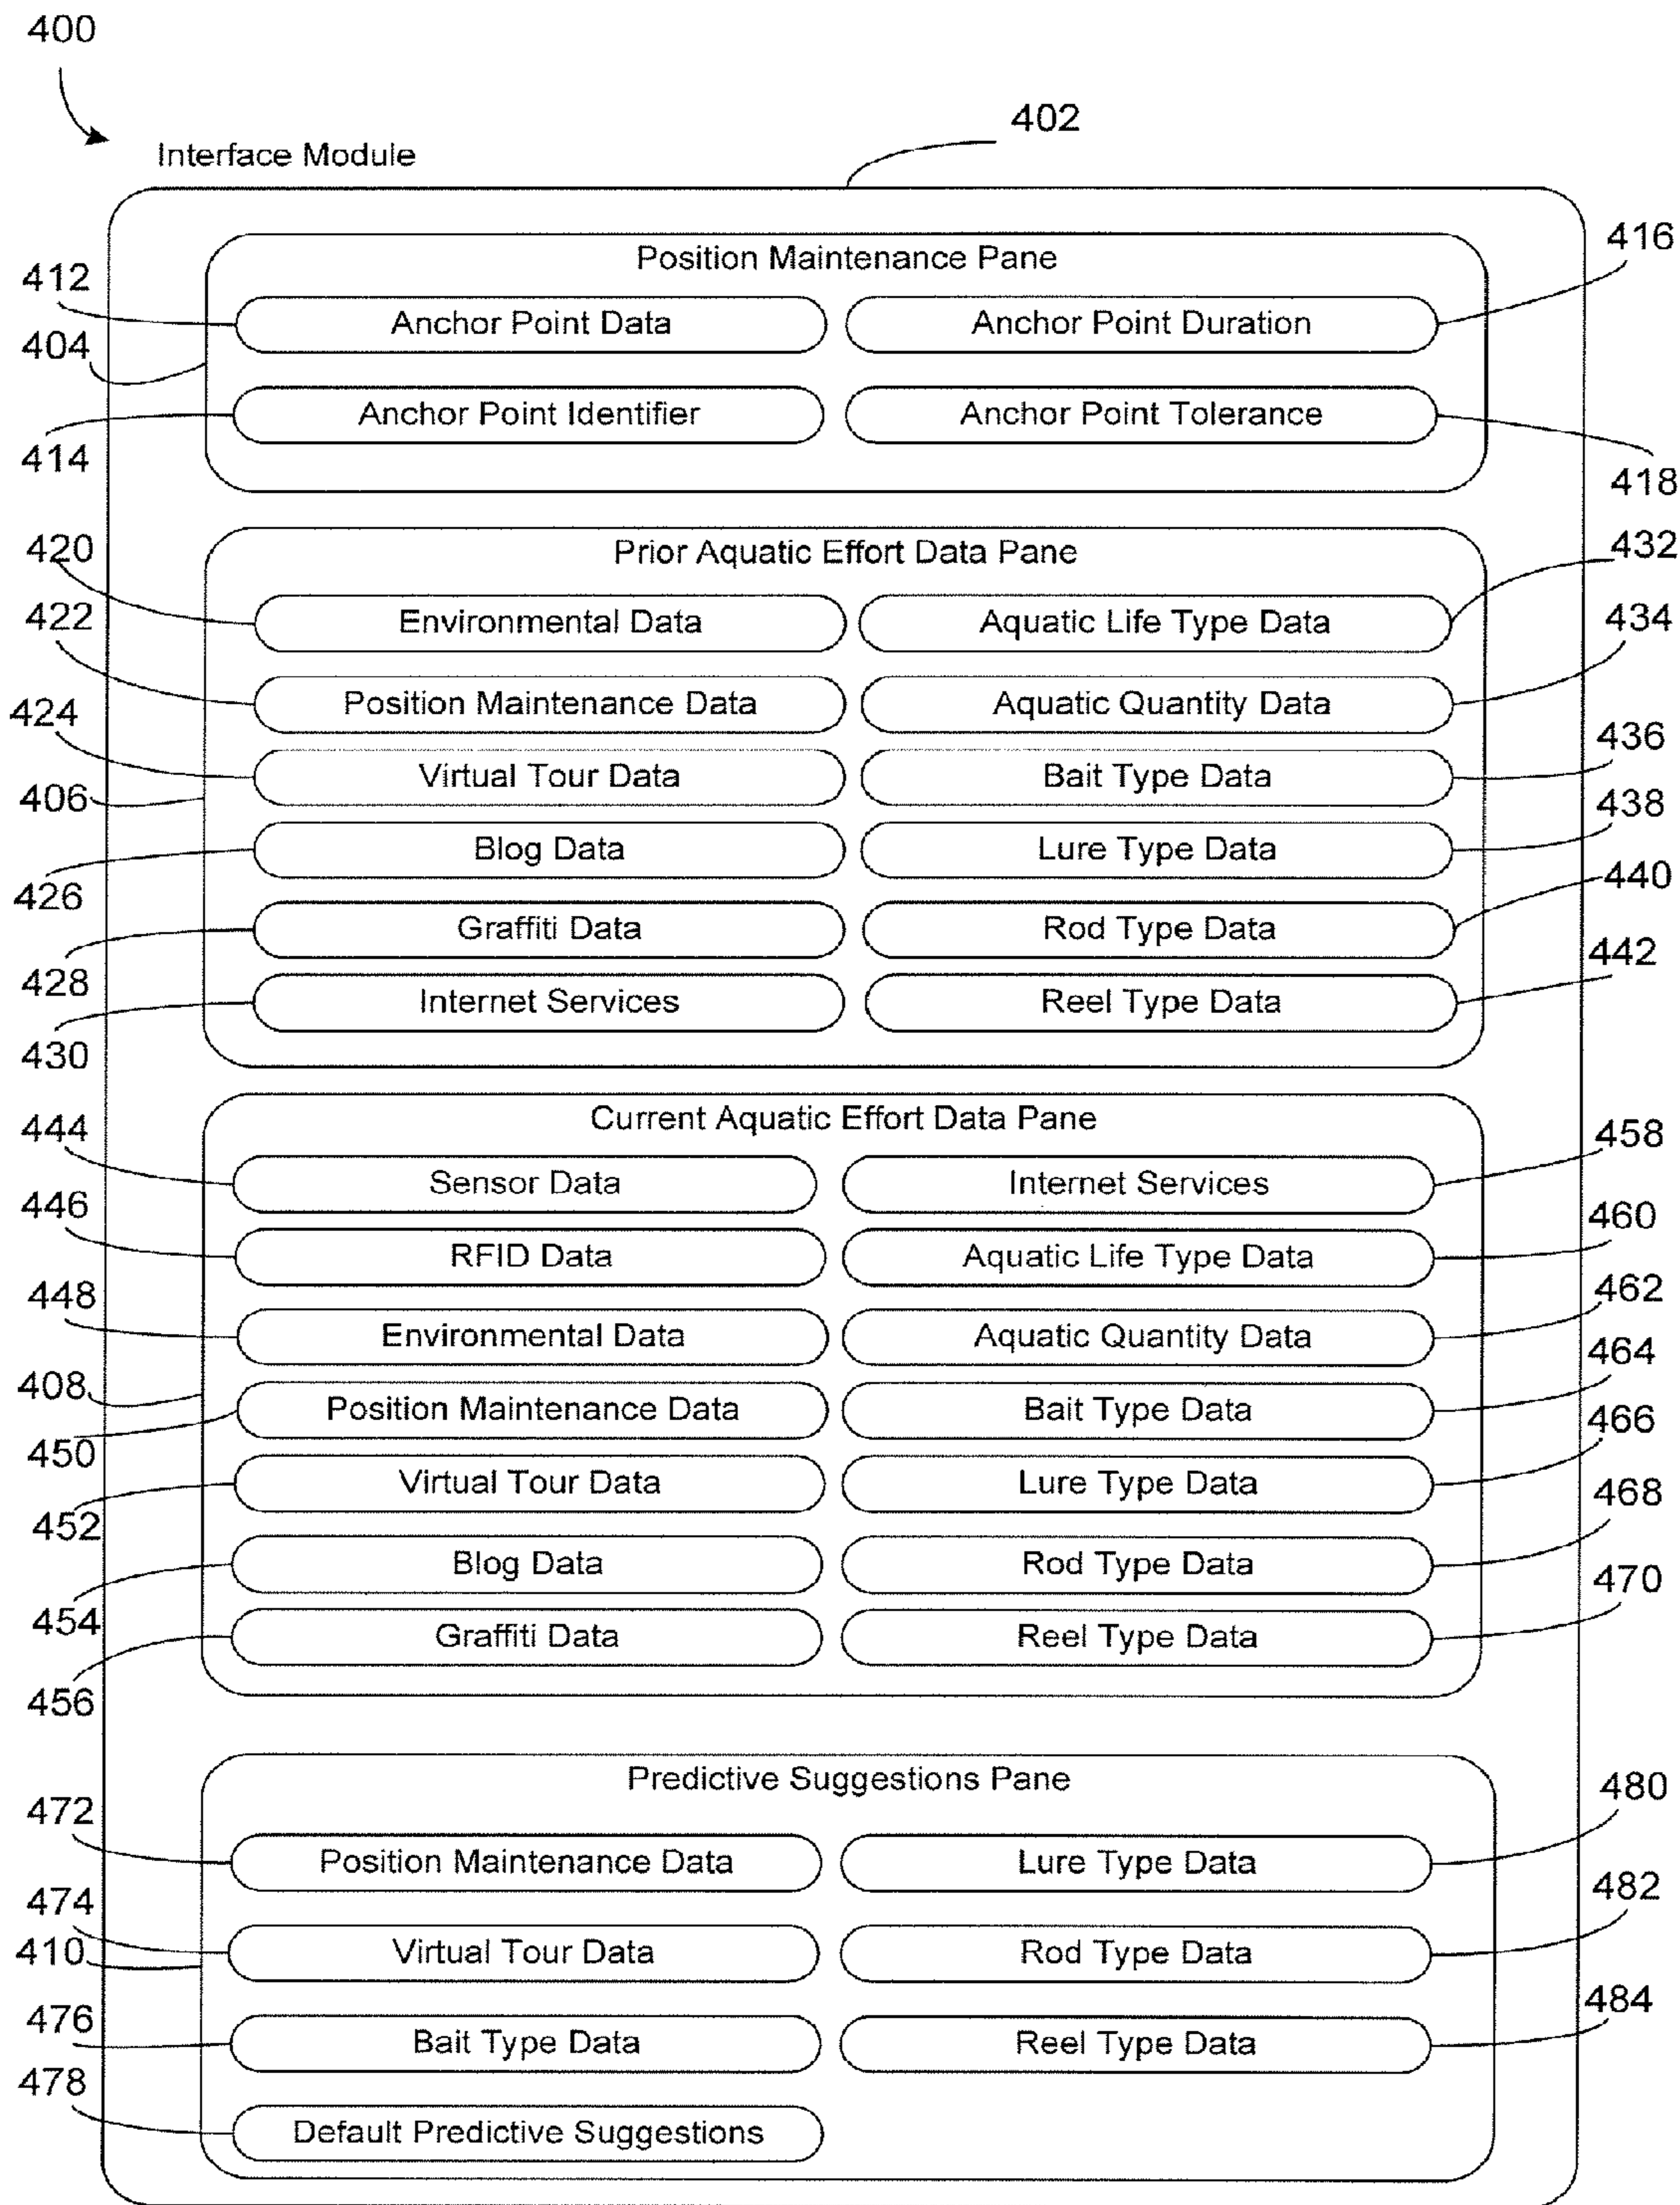 400
402
Interface Module
Position Maintenance Pane
416
412
Anchor Point Data
Anchor Point Duration
404
Anchor Point Identifier
Anchor Point Tolerance
414
418
420
Prior Aquatic Effort Data Pane
432
422
Environmental Data
Aquatic Life Type Data
434
Position Maintenance Data
Aquatic Quantity Data
424
436
Virtual Tour Data
Bait Type Data
406
438
Blog Data
Lure Type Data
426
440
Graffiti Data
Rod Type Data
428
442
Internet Services
Reel Type Data
430
444
Current Aquatic Effort Data Pane
458
Sensor Data
Internet Services
446
460
RFID Data
Aquatic Life Type Data
448
462
Environmental Data
Aquatic Quantity Data
464
408
Position Maintenance Data
Bait Type Data
466
450
Virtual Tour Data
Lure Type Data
468
452
Blog Data
Rod Type Data
470
454
Graffiti Data
Reel Type Data
456
Predictive Suggestions Pane
480
472
Position Maintenance Data
Lure Type Data
482
474
410
Virtual Tour Data
Rod Type Data
484
476
Bait Type Data
Reel Type Data
478
Default Predictive Suggestions